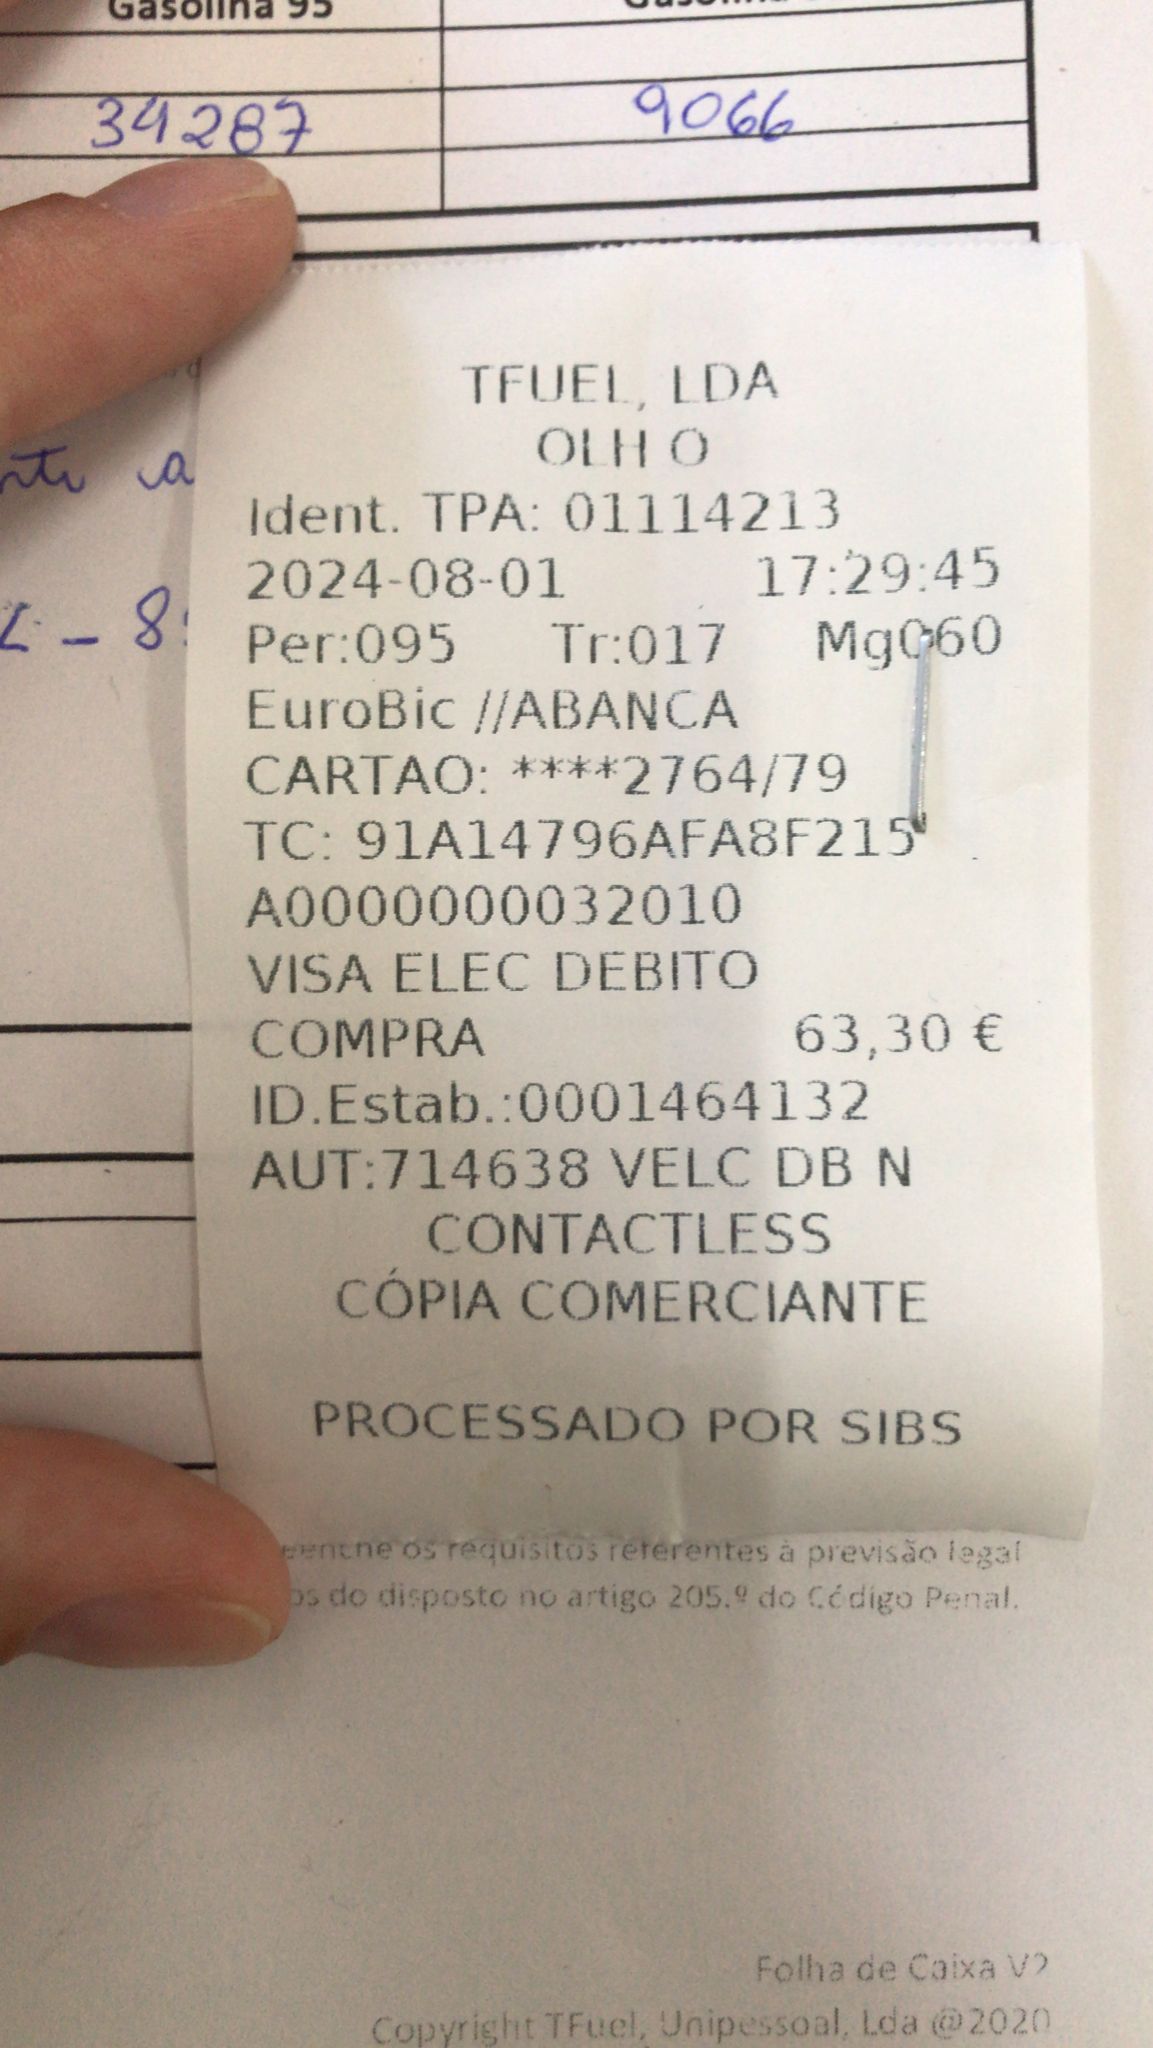 Gasolina 95
34287 9066
TFUEL, LDA
OLH O
Ident. TPA: 01114213
2024-08-01 17:29:45
Per:095 Tr:017 Mg060
EuroBic //ABANCA
CARTAO: ****2764/79
TC: 91A14796AFA8F215
A0000000032010
VISA ELEC DEBITO
COMPRA 63,30 €
ID.Estab.:0001464132
AUT:714638 VELC DB N
CONTACTLESS
CÓPIA COMERCIANTE
PROCESSADO POR SIBS
os requisitos referentes à previsão legal
do disposto no artigo 205.º do Código Penal.
Folha de Caixa V2
Copyright TFuel, Unipessoal, Lda @2020